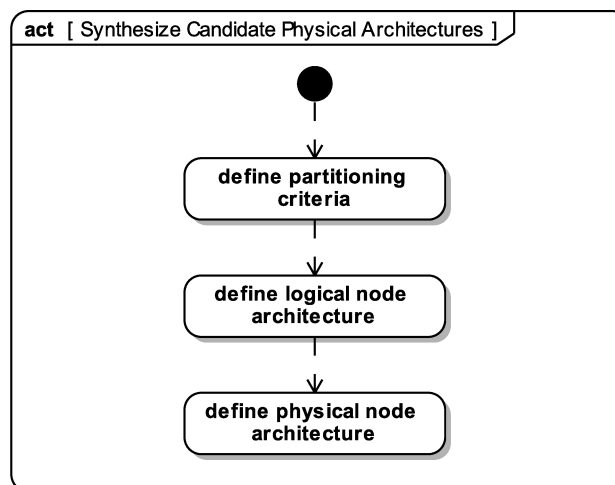 act [ Synthesize Candidate Physical Architectures ]
define partitioning
criteria
define logical node
architecture
define physical node
architecture